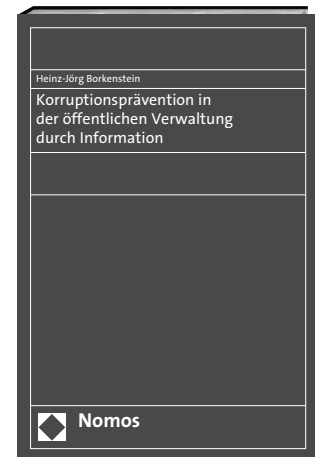 Heinz-Jörg Borkenstein
Korruptionsprävention in
der öffentlichen Verwaltung
durch Information
Nomos